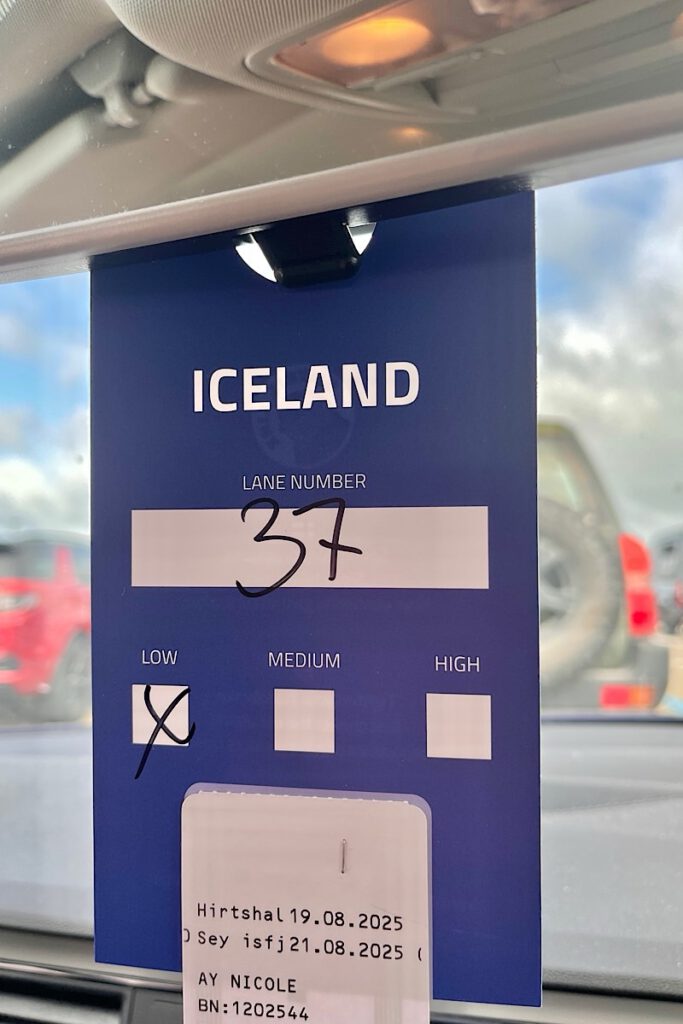 ICELAND
LANE NUMBER
37
LOW MEDIUM HIGH
X
Hirtshal 19.08.2025
Sey isfj 21.08.2025 (
AY NICOLE
BN:1202544